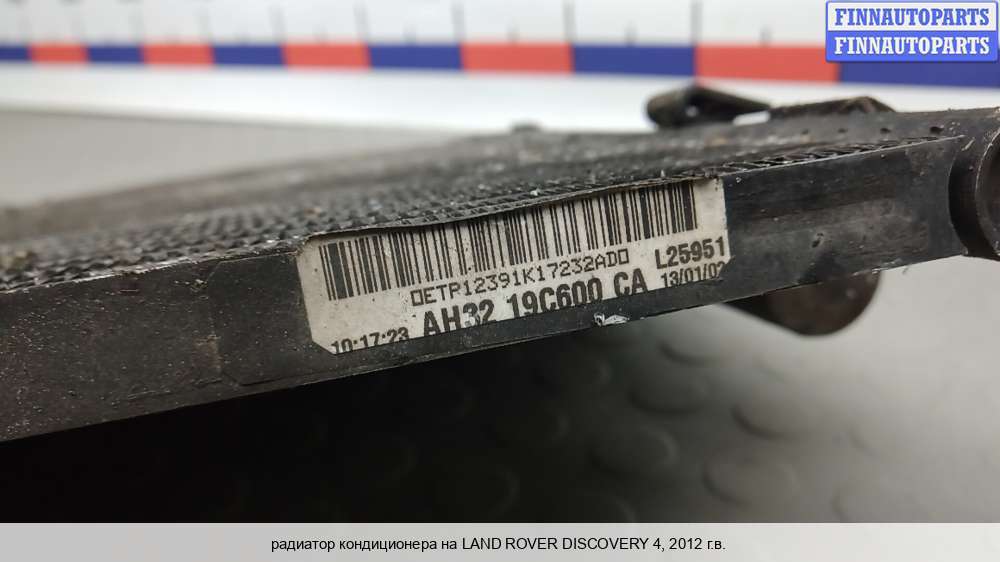 FINNAUTOPARTS
FINNAUTOPARTS
▯ETP12391K17232AD▯
L25951
10:17:23 AH32 19C600 CA 13/01/02
радиатор кондиционера на LAND ROVER DISCOVERY 4, 2012 г.в.